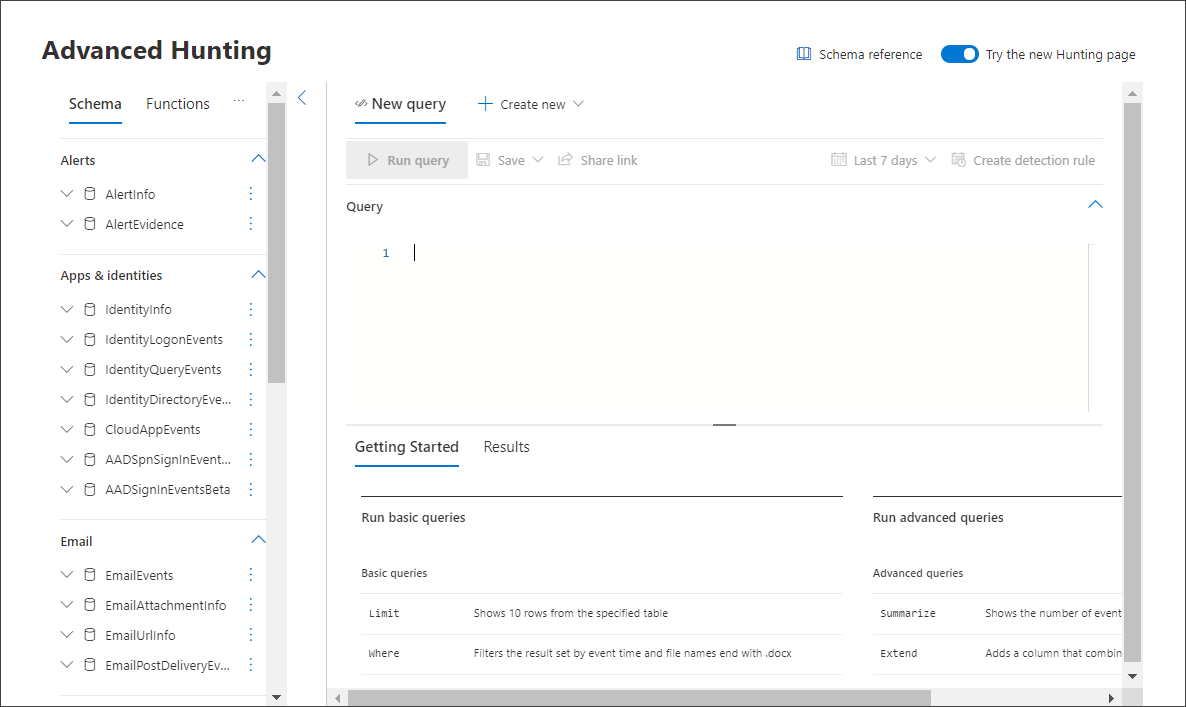 Advanced Hunting
Schema reference
Try the new Hunting page
Schema Functions ...
Alerts
AlertInfo
AlertEvidence
Apps & identities
IdentityInfo
IdentityLogonEvents
IdentityQueryEvents
IdentityDirectoryEve...
CloudAppEvents
AADSpnSignInEvent...
AADSignInEventsBeta
Email
EmailEvents
EmailAttachmentInfo
EmailUrlInfo
EmailPostDeliveryEv...
New query Create new
Run query Save Share link Last 7 days Create detection rule
Query
1
Getting Started Results
Run basic queries
Basic queries
Limit Shows 10 rows from the specified table
Where Filters the result set by event time and file names end with .docx
Run advanced queries
Advanced queries
Summarize Shows the number of event
Extend Adds a column that combin